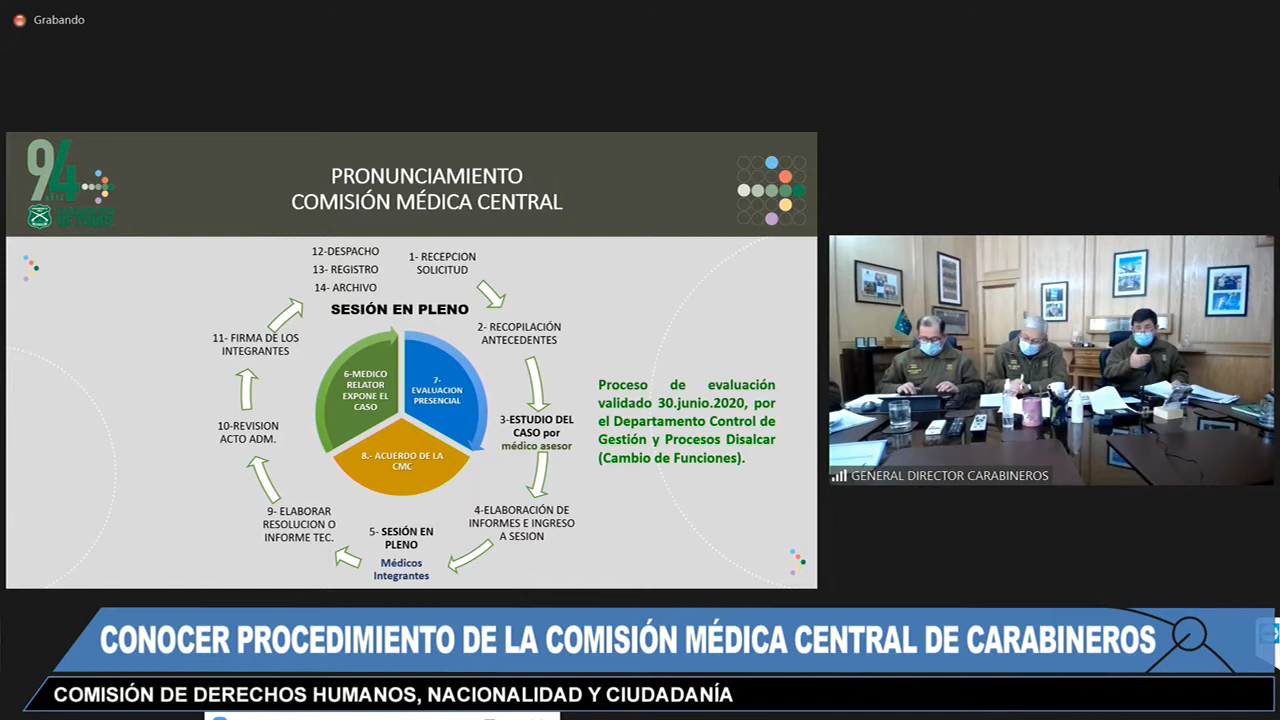 Grabando
94
PRONUNCIAMIENTO
COMISIÓN MÉDICA CENTRAL
12-DESPACHO
13- REGISTRO
14- ARCHIVO
1- RECEPCION
SOLICITUD
SESIÓN EN PLENO
2- RECOPILACIÓN
ANTECEDENTES
3-ESTUDIO DEL
CASO por
médico asesor
4-ELABORACIÓN DE
INFORMES E INGRESO
A SESION
5- SESIÓN EN
PLENO
Médicos
Integrantes
6-MEDICO
RELATOR
EXPONE EL
CASO
7-
EVALUACION
PRESENCIAL
8.- ACUERDO DE LA
CMC
9- ELABORAR
RESOLUCION O
INFORME TEC.
10-REVISION
ACTO ADM.
11- FIRMA DE LOS
INTEGRANTES
Proceso de evaluación
validado 30.junio.2020, por
el Departamento Control de
Gestión y Procesos Disalcar
(Cambio de Funciones).
GENERAL DIRECTOR CARABINEROS
CONOCER PROCEDIMIENTO DE LA COMISIÓN MÉDICA CENTRAL DE CARABINEROS
COMISIÓN DE DERECHOS HUMANOS, NACIONALIDAD Y CIUDADANÍA